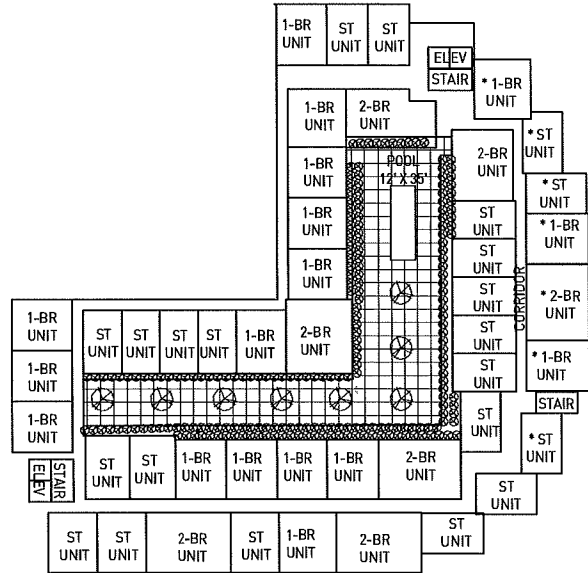 1-BR
UNIT
ST
UNIT
ST
UNIT
ELEV
STAIR
* 1-BR
UNIT
1-BR
UNIT
2-BR
UNIT
* ST
UNIT
1-BR
UNIT
POOL
12' X 35'
2-BR
UNIT
* ST
UNIT
1-BR
UNIT
ST
UNIT
* 1-BR
UNIT
ST
UNIT
1-BR
UNIT
ST
UNIT
CORRIDOR
* 2-BR
UNIT
1-BR
UNIT
ST
UNIT
ST
UNIT
ST
UNIT
ST
UNIT
1-BR
UNIT
2-BR
UNIT
ST
UNIT
1-BR
UNIT
ST
UNIT
* 1-BR
UNIT
1-BR
UNIT
ST
UNIT
STAIR
* ST
UNIT
STAIR
ELEV
ST
UNIT
ST
UNIT
1-BR
UNIT
1-BR
UNIT
1-BR
UNIT
1-BR
UNIT
2-BR
UNIT
ST
UNIT
ST
UNIT
ST
UNIT
2-BR
UNIT
ST
UNIT
1-BR
UNIT
2-BR
UNIT
ST
UNIT